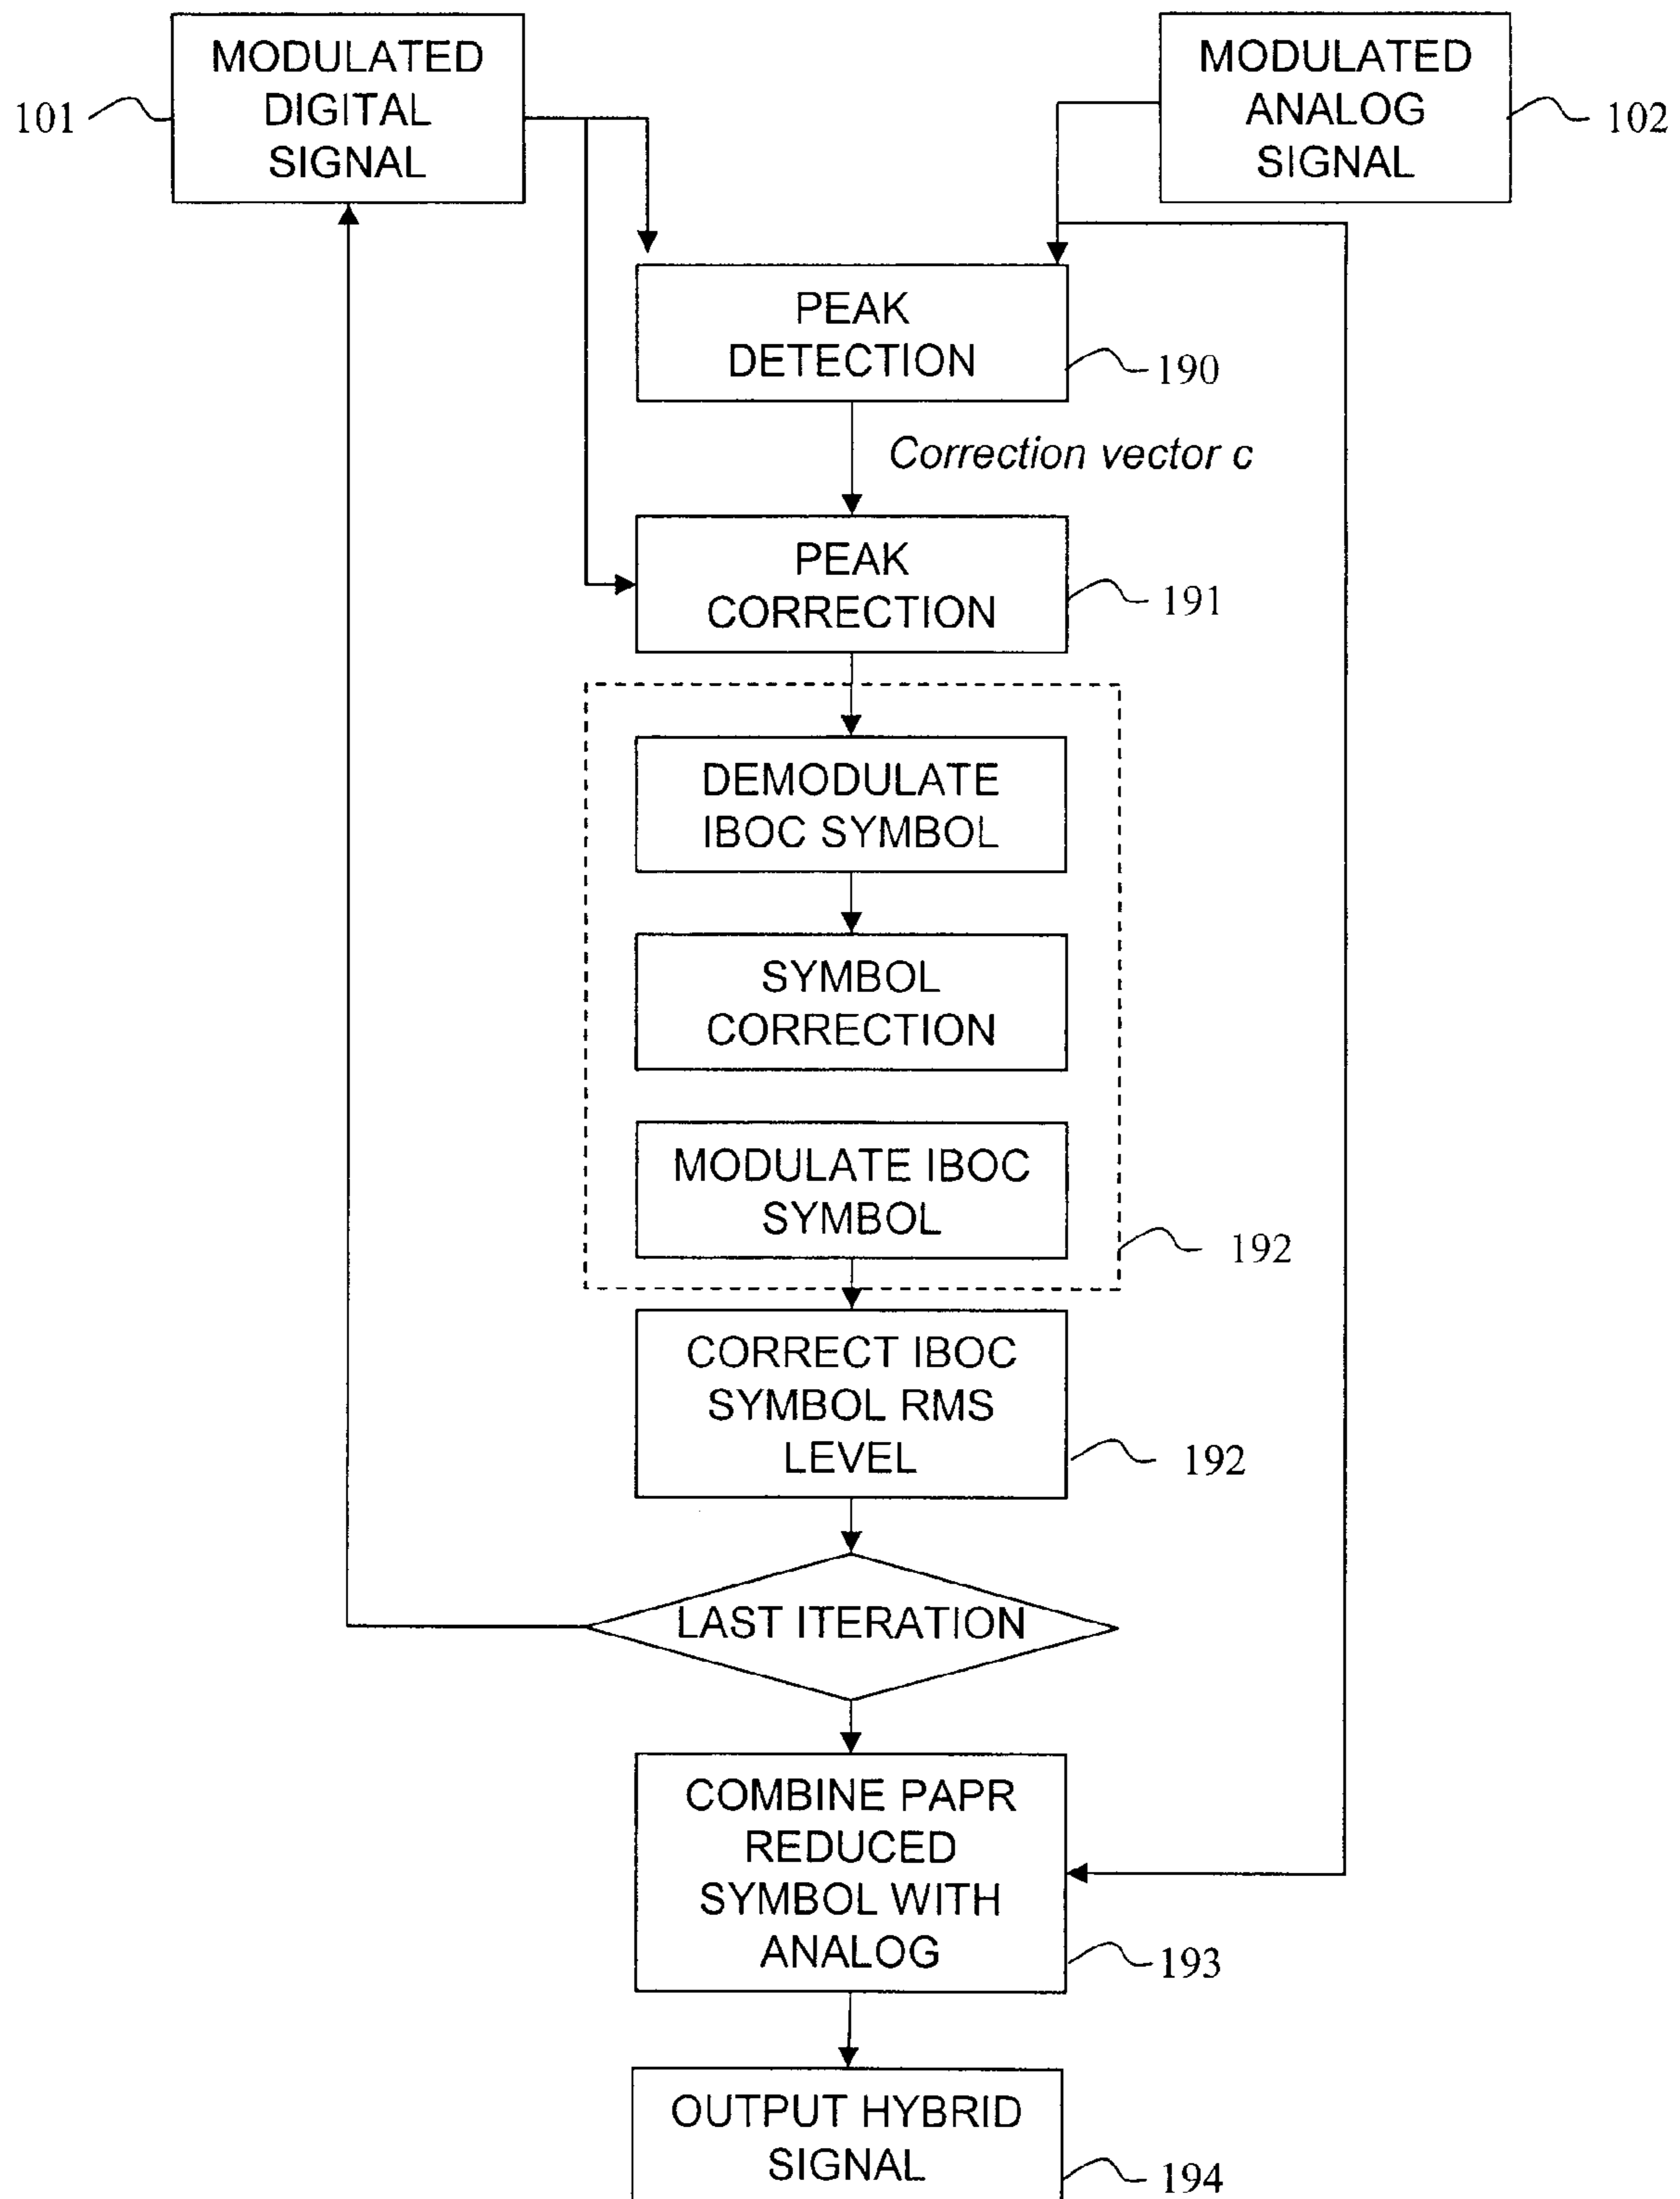 MODULATED
DIGITAL
SIGNAL
101
MODULATED
ANALOG
SIGNAL
102
PEAK
DETECTION
190
Correction vector c
PEAK
CORRECTION
191
DEMODULATE
IBOC SYMBOL
SYMBOL
CORRECTION
MODULATE IBOC
SYMBOL
192
CORRECT IBOC
SYMBOL RMS
LEVEL
192
LAST ITERATION
COMBINE PAPR
REDUCED
SYMBOL WITH
ANALOG
193
OUTPUT HYBRID
SIGNAL
194